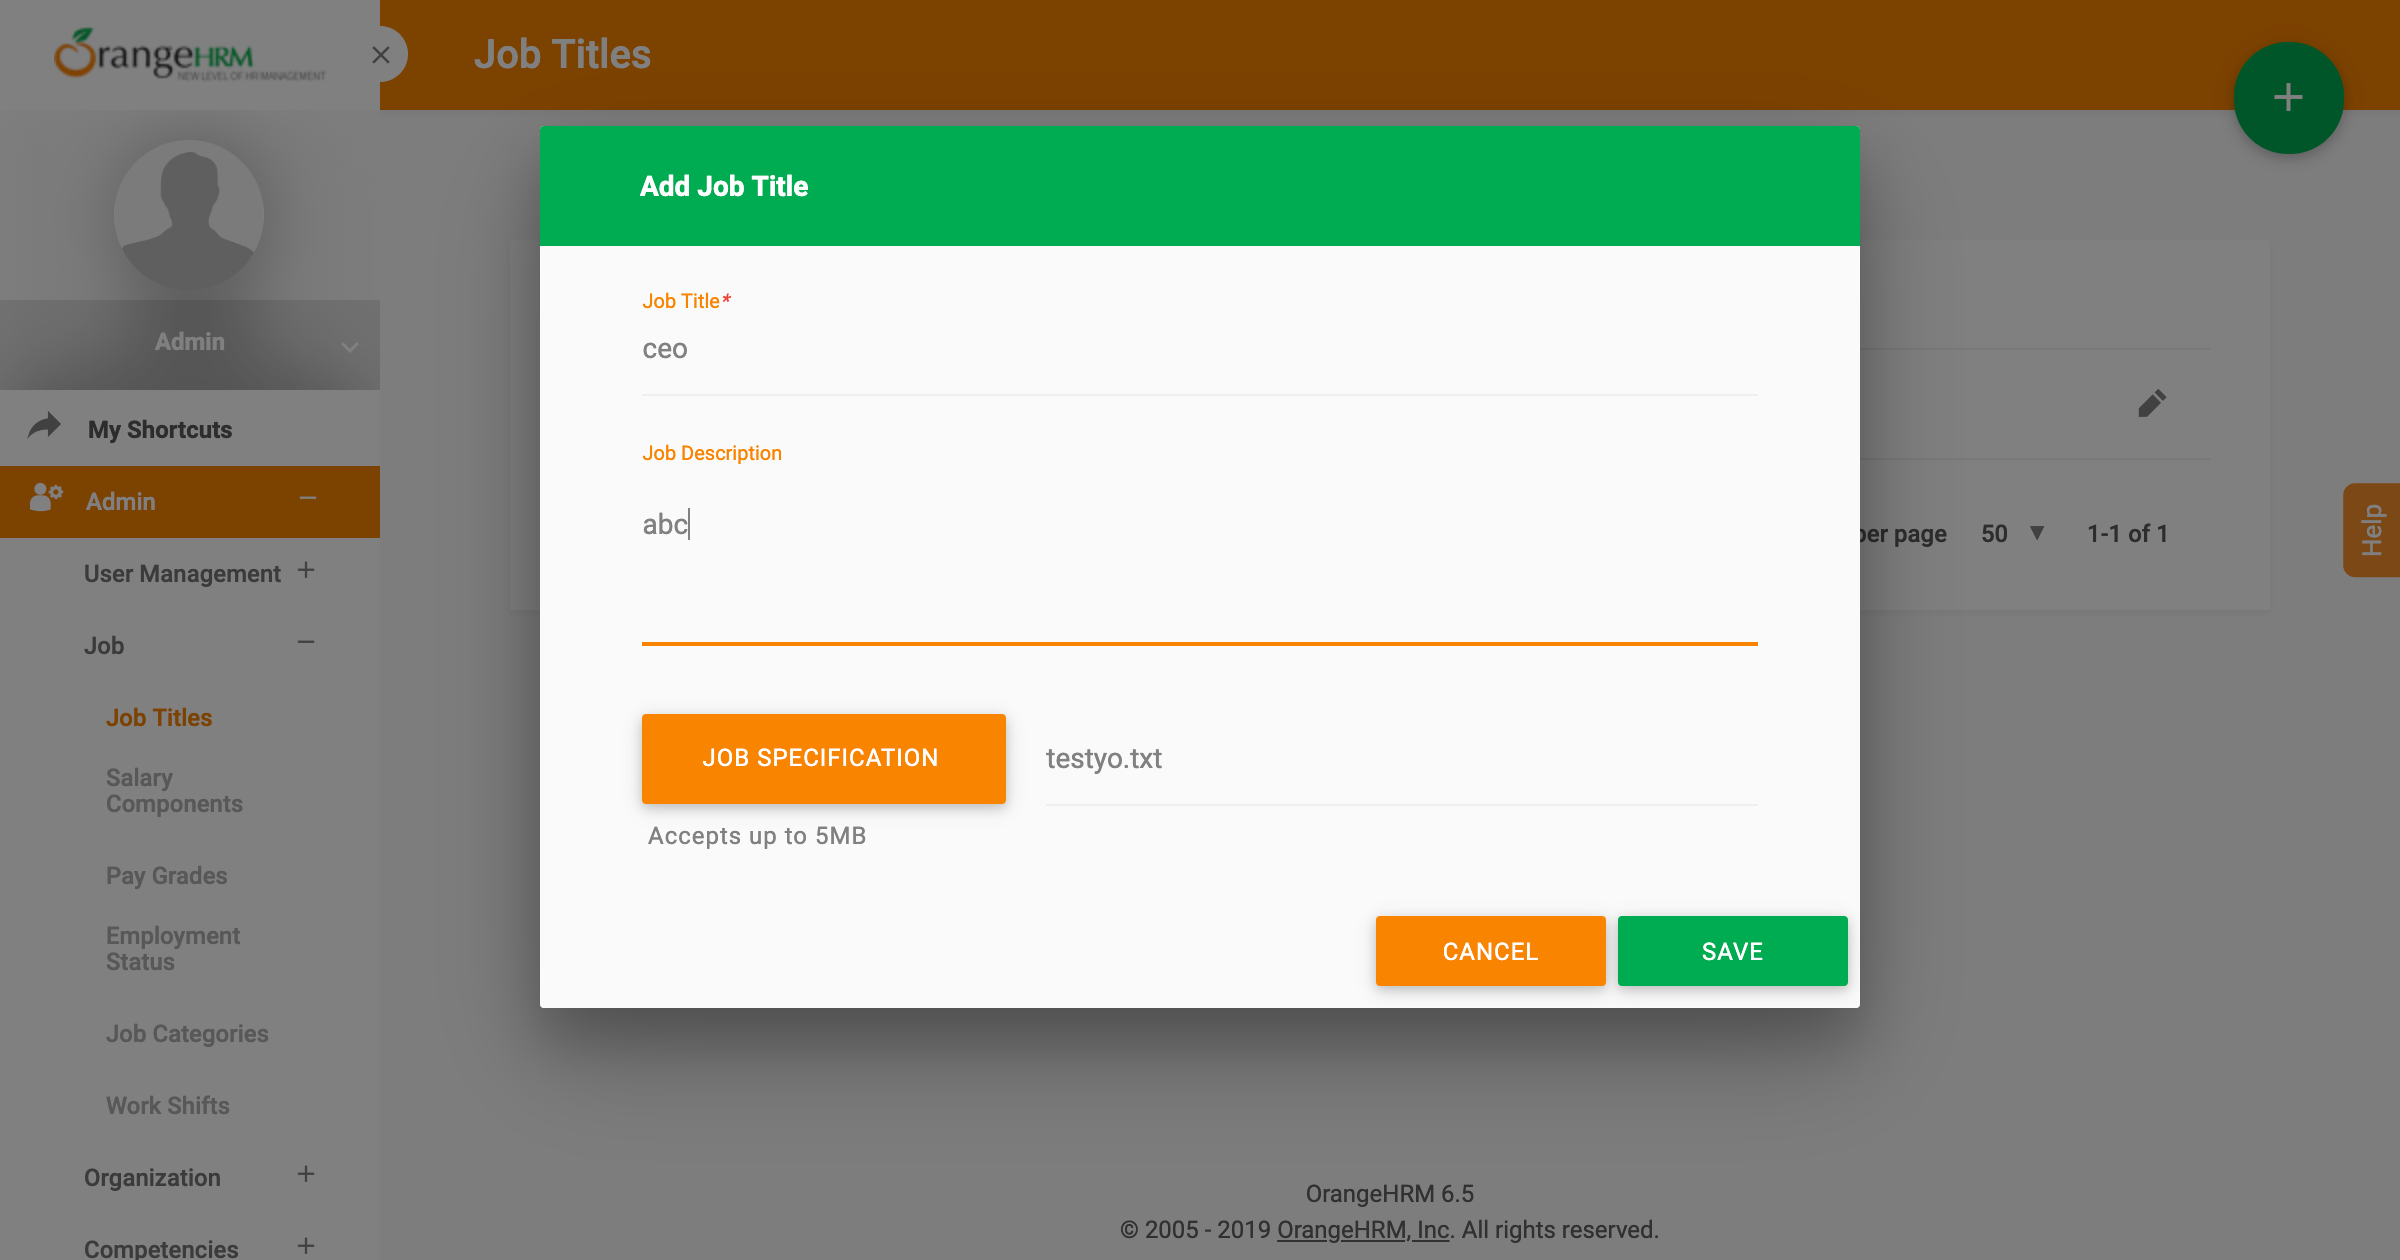 OrangeHRM
NEW LEVEL OF HR MANAGEMENT
Job Titles
Admin
My Shortcuts
Admin
User Management
Job
Job Titles
Salary
Components
Pay Grades
Employment
Status
Job Categories
Work Shifts
Organization
Competencies
Add Job Title
Job Title*
ceo
Job Description
abc
JOB SPECIFICATION
testyo.txt
Accepts up to 5MB
CANCEL
SAVE
per page 50 1-1 of 1
Help
OrangeHRM 6.5
© 2005 - 2019 OrangeHRM, Inc. All rights reserved.